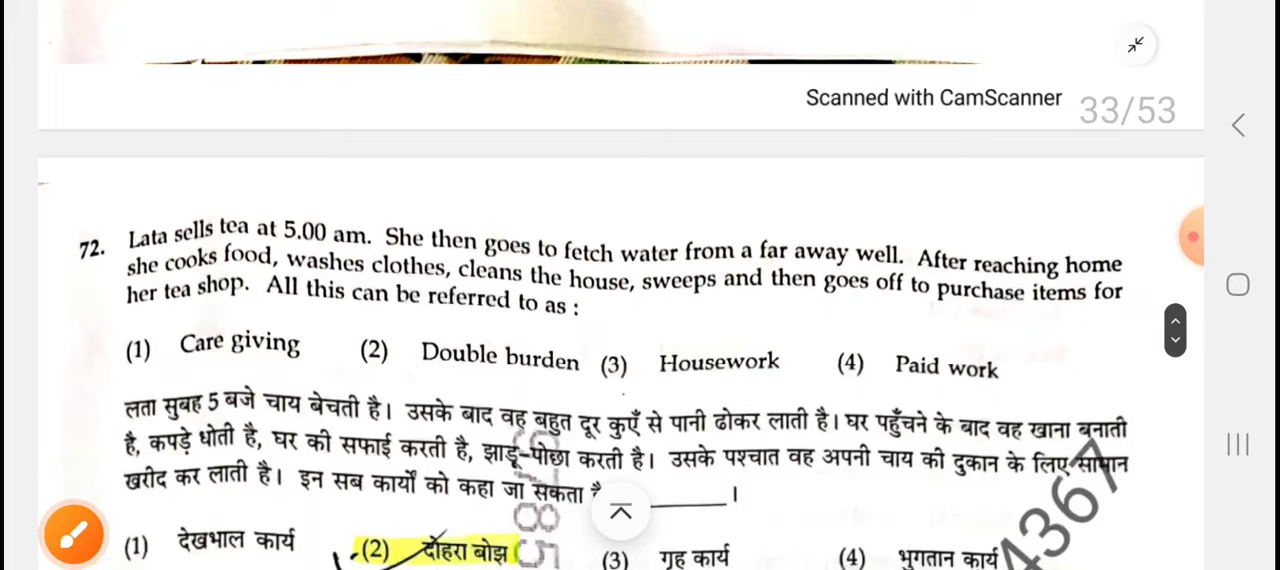 Scanned with CamScanner
33/53
72. Lata sells tea at 5.00 am. She then goes to fetch water from a far away well. After reaching home
she cooks food, washes clothes, cleans the house, sweeps and then goes off to purchase items for
her tea shop. All this can be referred to as :
(1) Care giving (2) Double burden (3) Housework (4) Paid work
लता सुबह 5 बजे चाय बेचती है। उसके बाद वह बहुत दूर कुएँ से पानी ढोकर लाती है। घर पहुँचने के बाद वह खाना बनाती
है, कपड़े धोती है, घर की सफाई करती है, झाड़ू-पोछा करती है। उसके पश्चात वह अपनी चाय की दुकान के लिए सामान
खरीद कर लाती है। इन सब कार्यों को कहा जा सकता है ______।
(1) देखभाल कार्य (2) दोहरा बोझ (3) गृह कार्य (4) भुगतान कार्य
4367